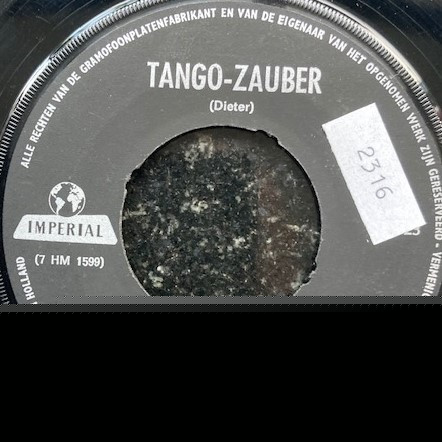 ALLE RECHTEN VAN DE GRAMOFOONPLATENFABRIKANT EN VAN DE EIGENAAR VAN HET OPGENOMEN WERK ZIJN GERESERVEERD ·
TANGO-ZAUBER
(Dieter)
2316
IMPERIAL
(7 HM 1599)
HOLLAND